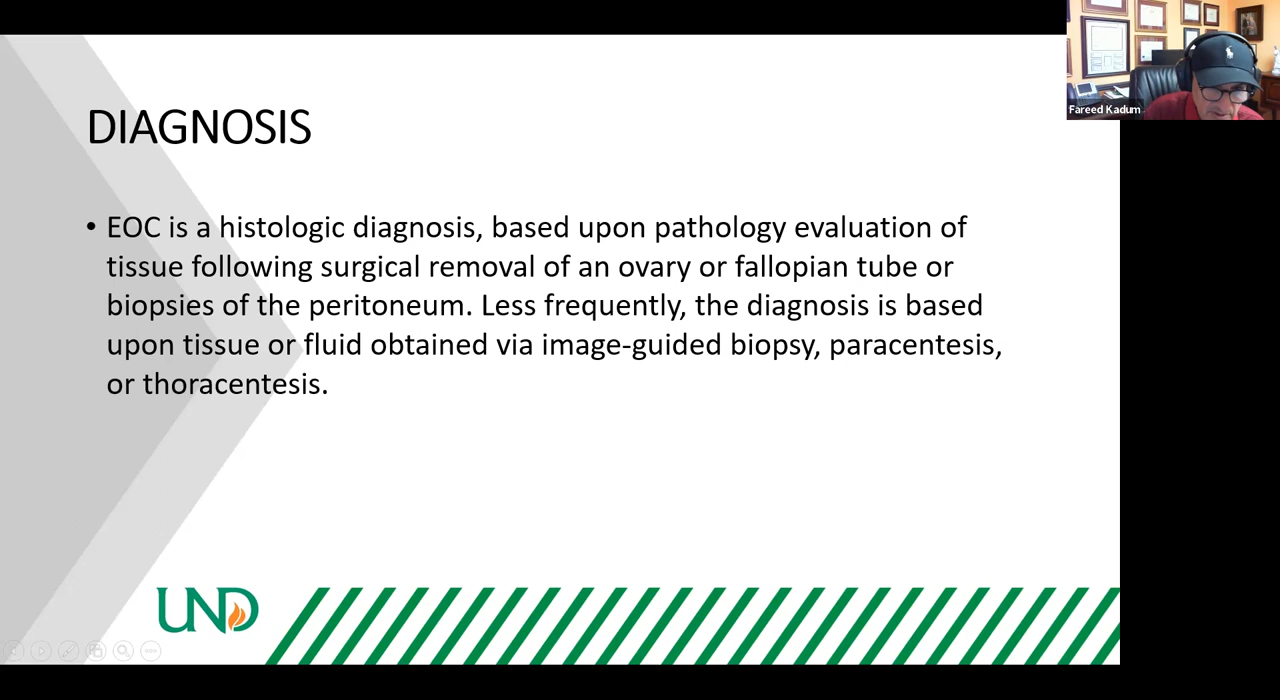 Fareed Kadum
DIAGNOSIS
• EOC is a histologic diagnosis, based upon pathology evaluation of
tissue following surgical removal of an ovary or fallopian tube or
biopsies of the peritoneum. Less frequently, the diagnosis is based
upon tissue or fluid obtained via image-guided biopsy, paracentesis,
or thoracentesis.
UND